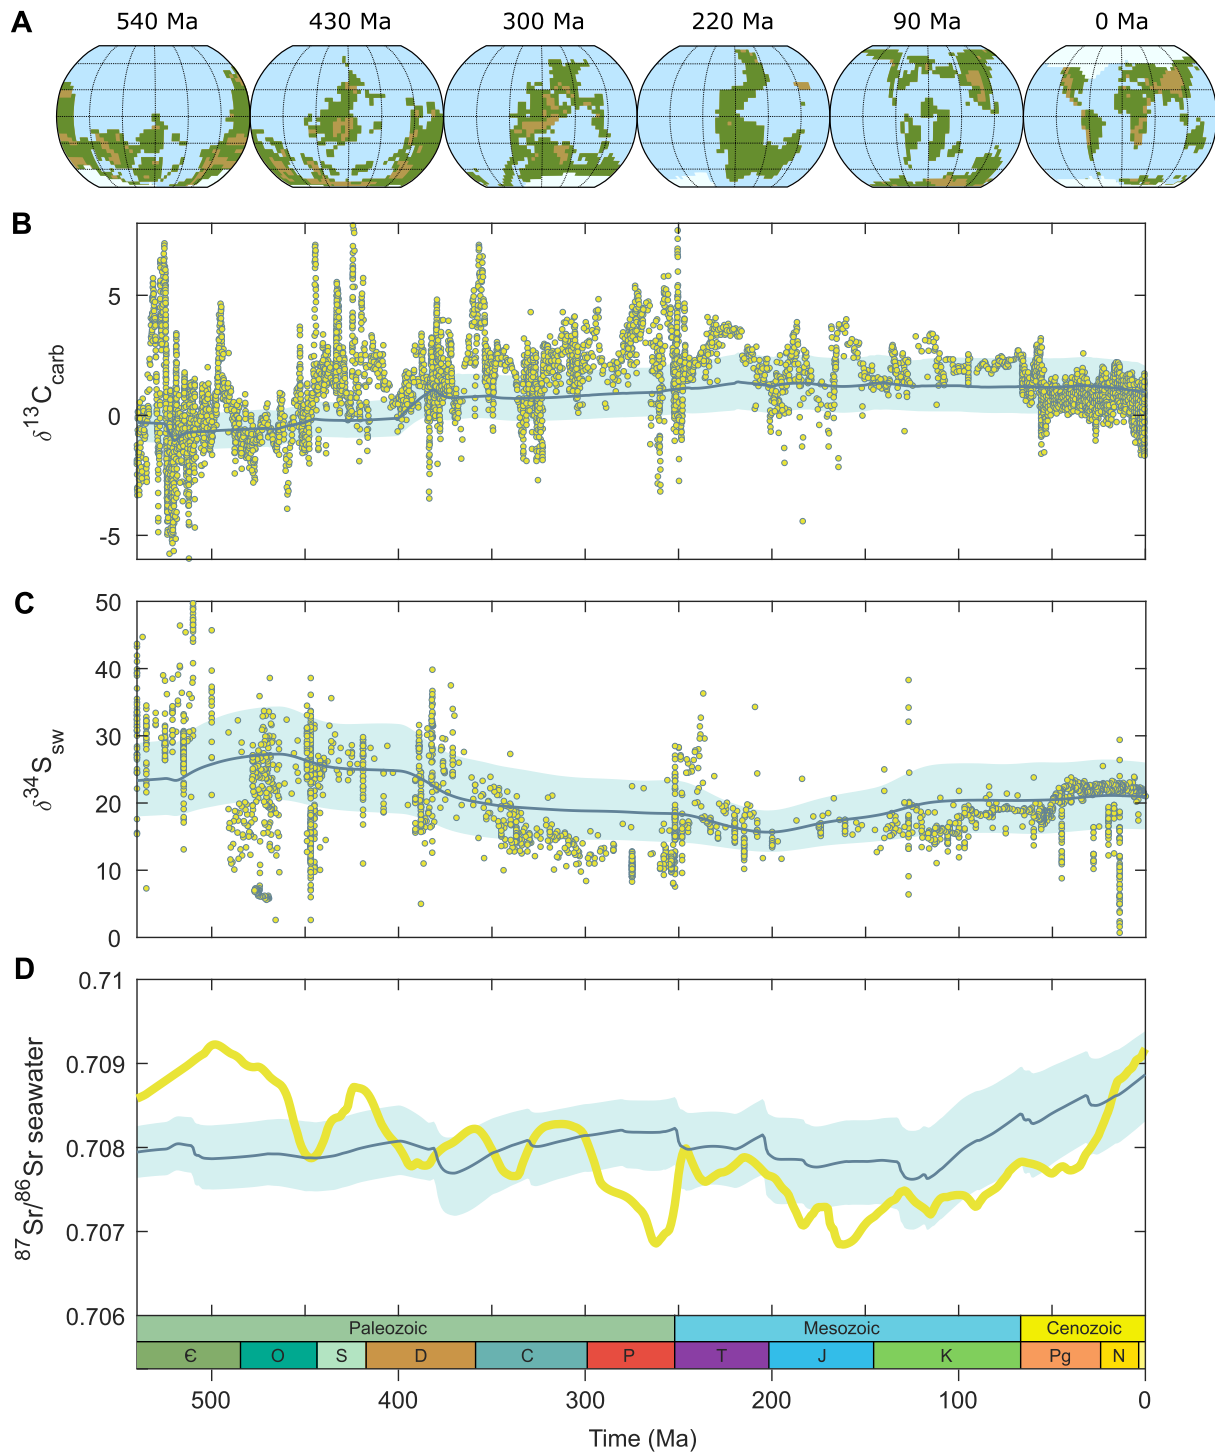 A
540 Ma 430 Ma 300 Ma 220 Ma 90 Ma 0 Ma
B
5
0
-5
δ¹³C_carb
C
50
40
30
20
10
0
δ³⁴S_sw
D
0.71
0.709
0.708
0.707
0.706
⁸⁷Sr/⁸⁶Sr seawater
Paleozoic Mesozoic Cenozoic
Є O S D C P T J K Pg N
500 400 300 200 100 0
Time (Ma)